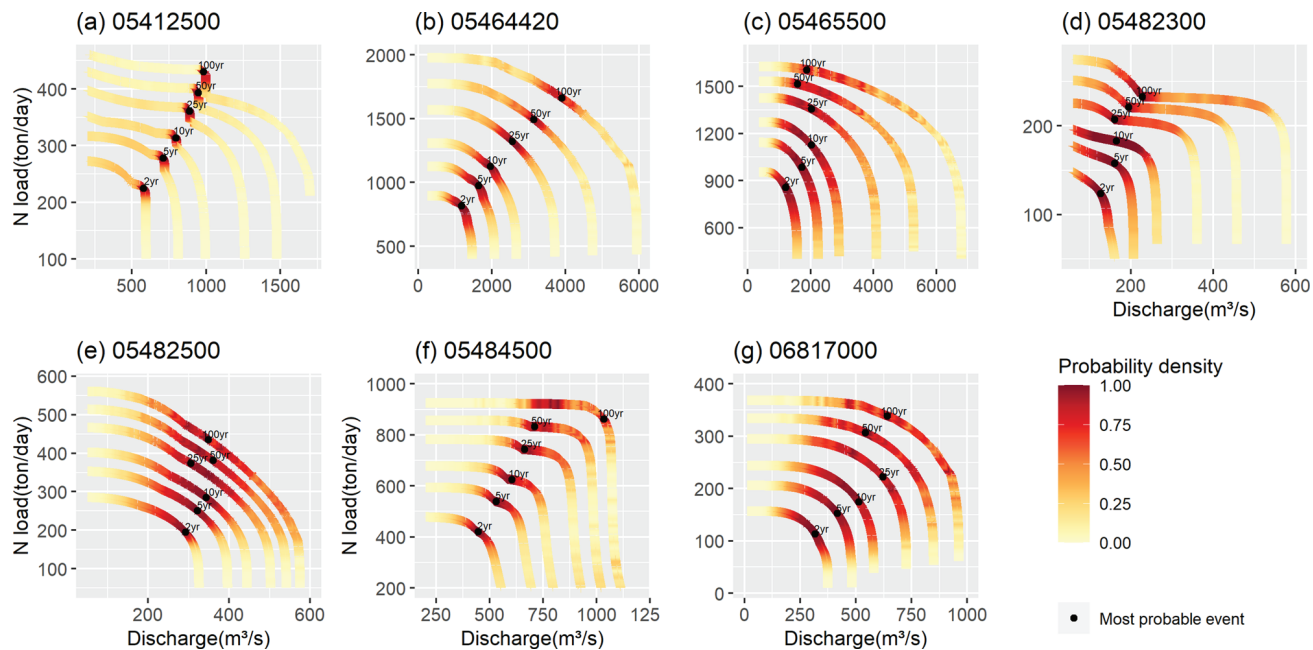 (a) 05412500
(b) 05464420
(c) 05465500
(d) 05482300
N load(ton/day)
400
300
200
100
500
1000
1500
100yr
50yr
25yr
10yr
5yr
2yr
2000
1500
1000
500
0
2000
4000
6000
100yr
50yr
25yr
10yr
5yr
2yr
1500
1200
900
600
0
2000
4000
6000
100yr
50yr
25yr
10yr
5yr
2yr
200
100
0
200
400
600
100yr
50yr
25yr
10yr
5yr
2yr
Discharge(m³/s)
(e) 05482500
(f) 05484500
(g) 06817000
N load(ton/day)
600
500
400
300
200
100
200
400
600
100yr
50yr
25yr
10yr
5yr
2yr
Discharge(m³/s)
N load(ton/day)
1000
800
600
400
200
250
500
750
1000
125
100yr
50yr
25yr
10yr
5yr
2yr
Discharge(m³/s)
400
300
200
100
0
0
250
500
750
1000
100yr
50yr
25yr
10yr
5yr
2yr
Discharge(m³/s)
Probability density
1.00
0.75
0.50
0.25
0.00
Most probable event